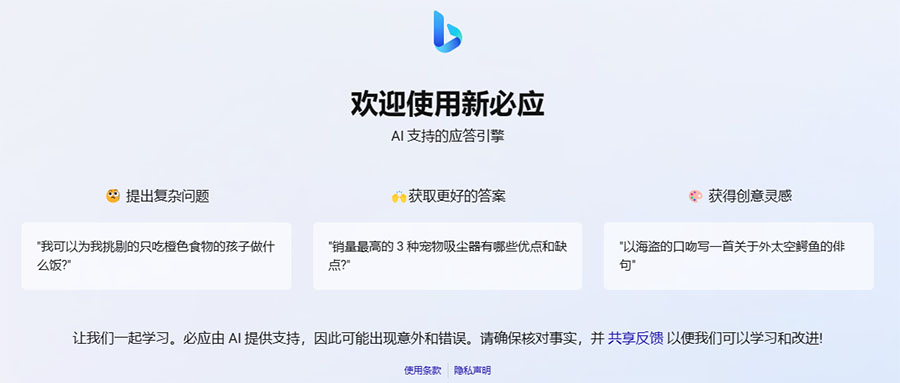 欢迎使用新必应
AI 支持的应答引擎
提出复杂问题
获取更好的答案
获得创意灵感
"我可以为我挑剔的只吃橙色食物的孩子做什
么饭?"
"销量最高的 3 种宠物吸尘器有哪些优点和缺
点?"
"以海盗的口吻写一首关于外太空鳄鱼的俳
句"
让我们一起学习。必应由 AI 提供支持，因此可能出现意外和错误。请确保核对事实，并 共享反馈 以便我们可以学习和改进!
使用条款 隐私声明